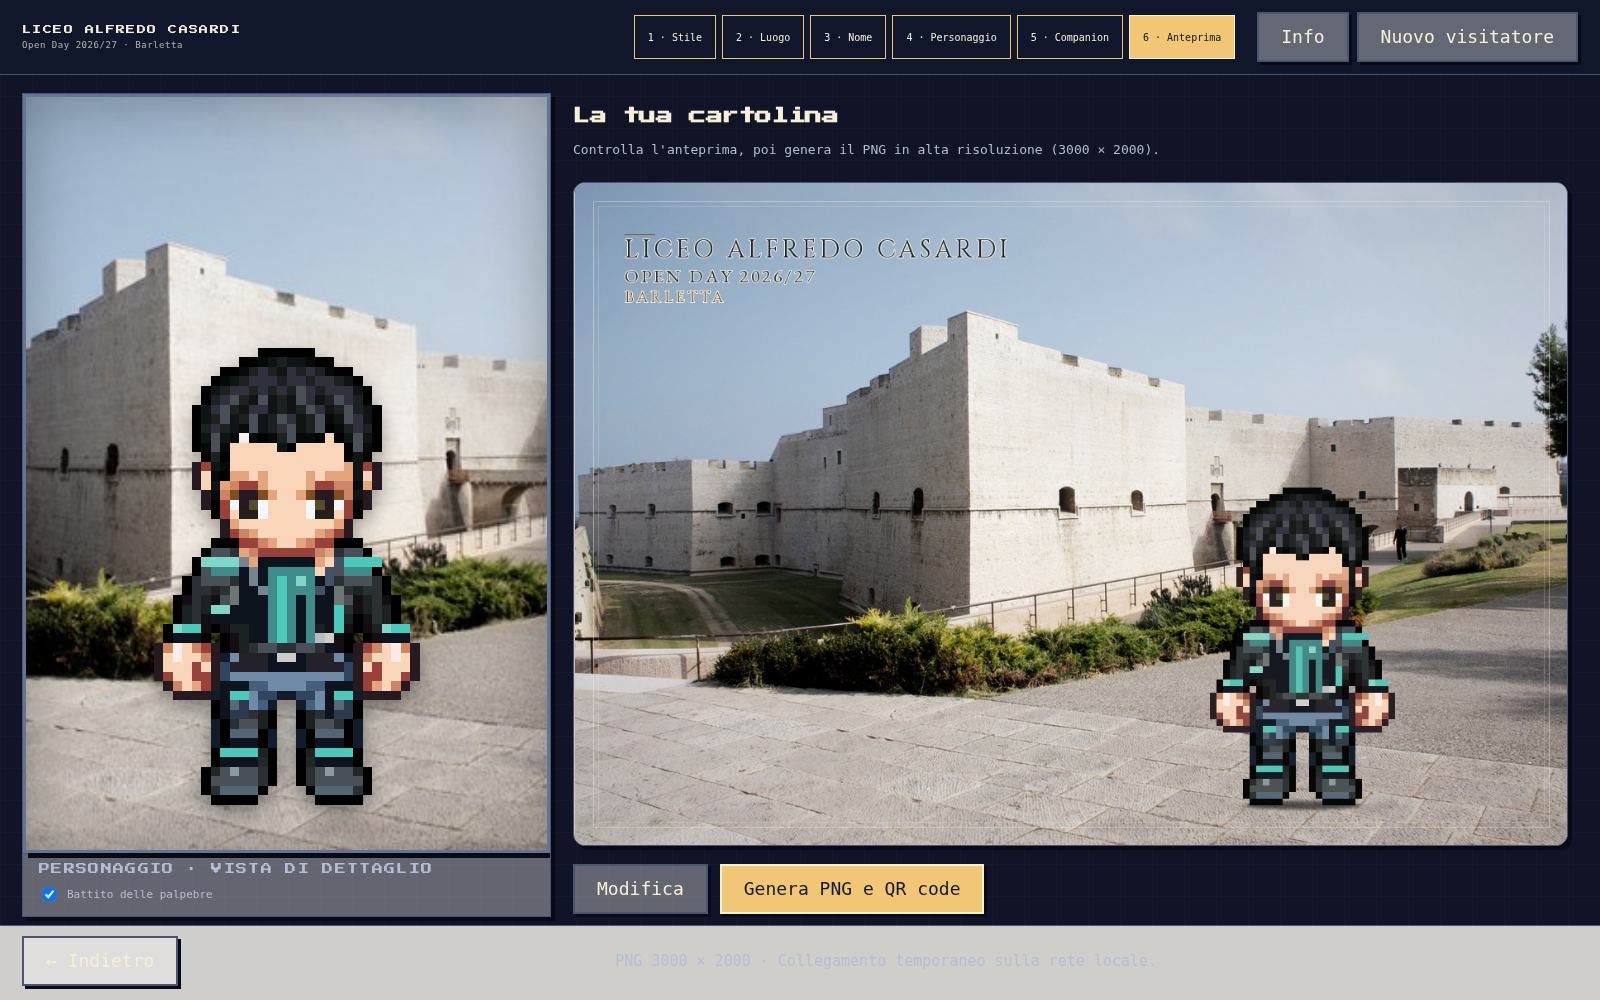 LICEO ALFREDO CASARDI
Open Day 2026/27 · Barletta
1 · Stile
2 · Luogo
3 · Nome
4 · Personaggio
5 · Companion
6 · Anteprima
Info
Nuovo visitatore
La tua cartolina
Controlla l'anteprima, poi genera il PNG in alta risoluzione (3000 × 2000).
LICEO ALFREDO CASARDI
OPEN DAY 2026/27
BARLETTA
PERSONAGGIO · VISTA DI DETTAGLIO
Battito delle palpebre
Modifica
Genera PNG e QR code
← Indietro
PNG 3000 × 2000 · Collegamento temporaneo sulla rete locale.